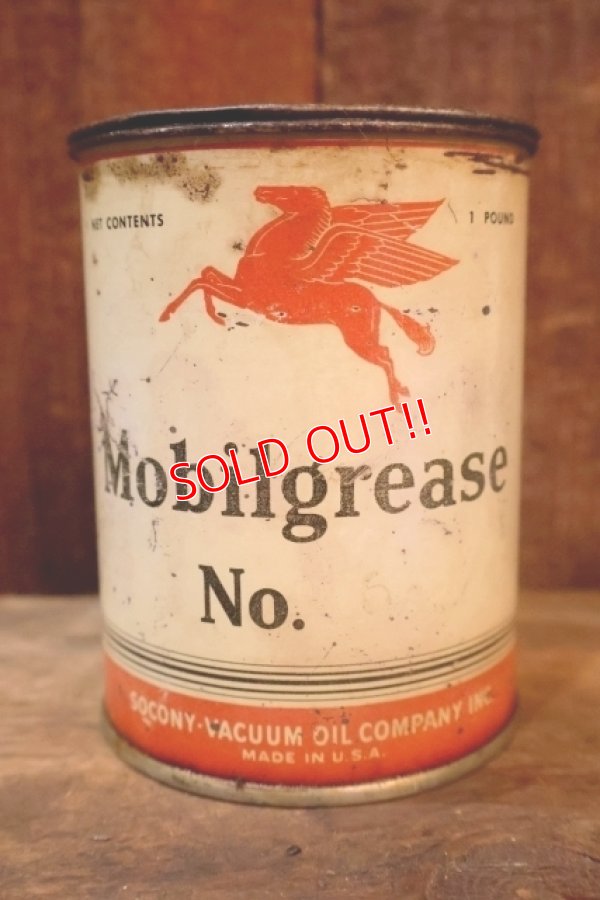 NET CONTENTS
1 POUND
Mobilgrease
SOLD OUT!!
No.
SOCONY-VACUUM OIL COMPANY INC.
MADE IN U.S.A.